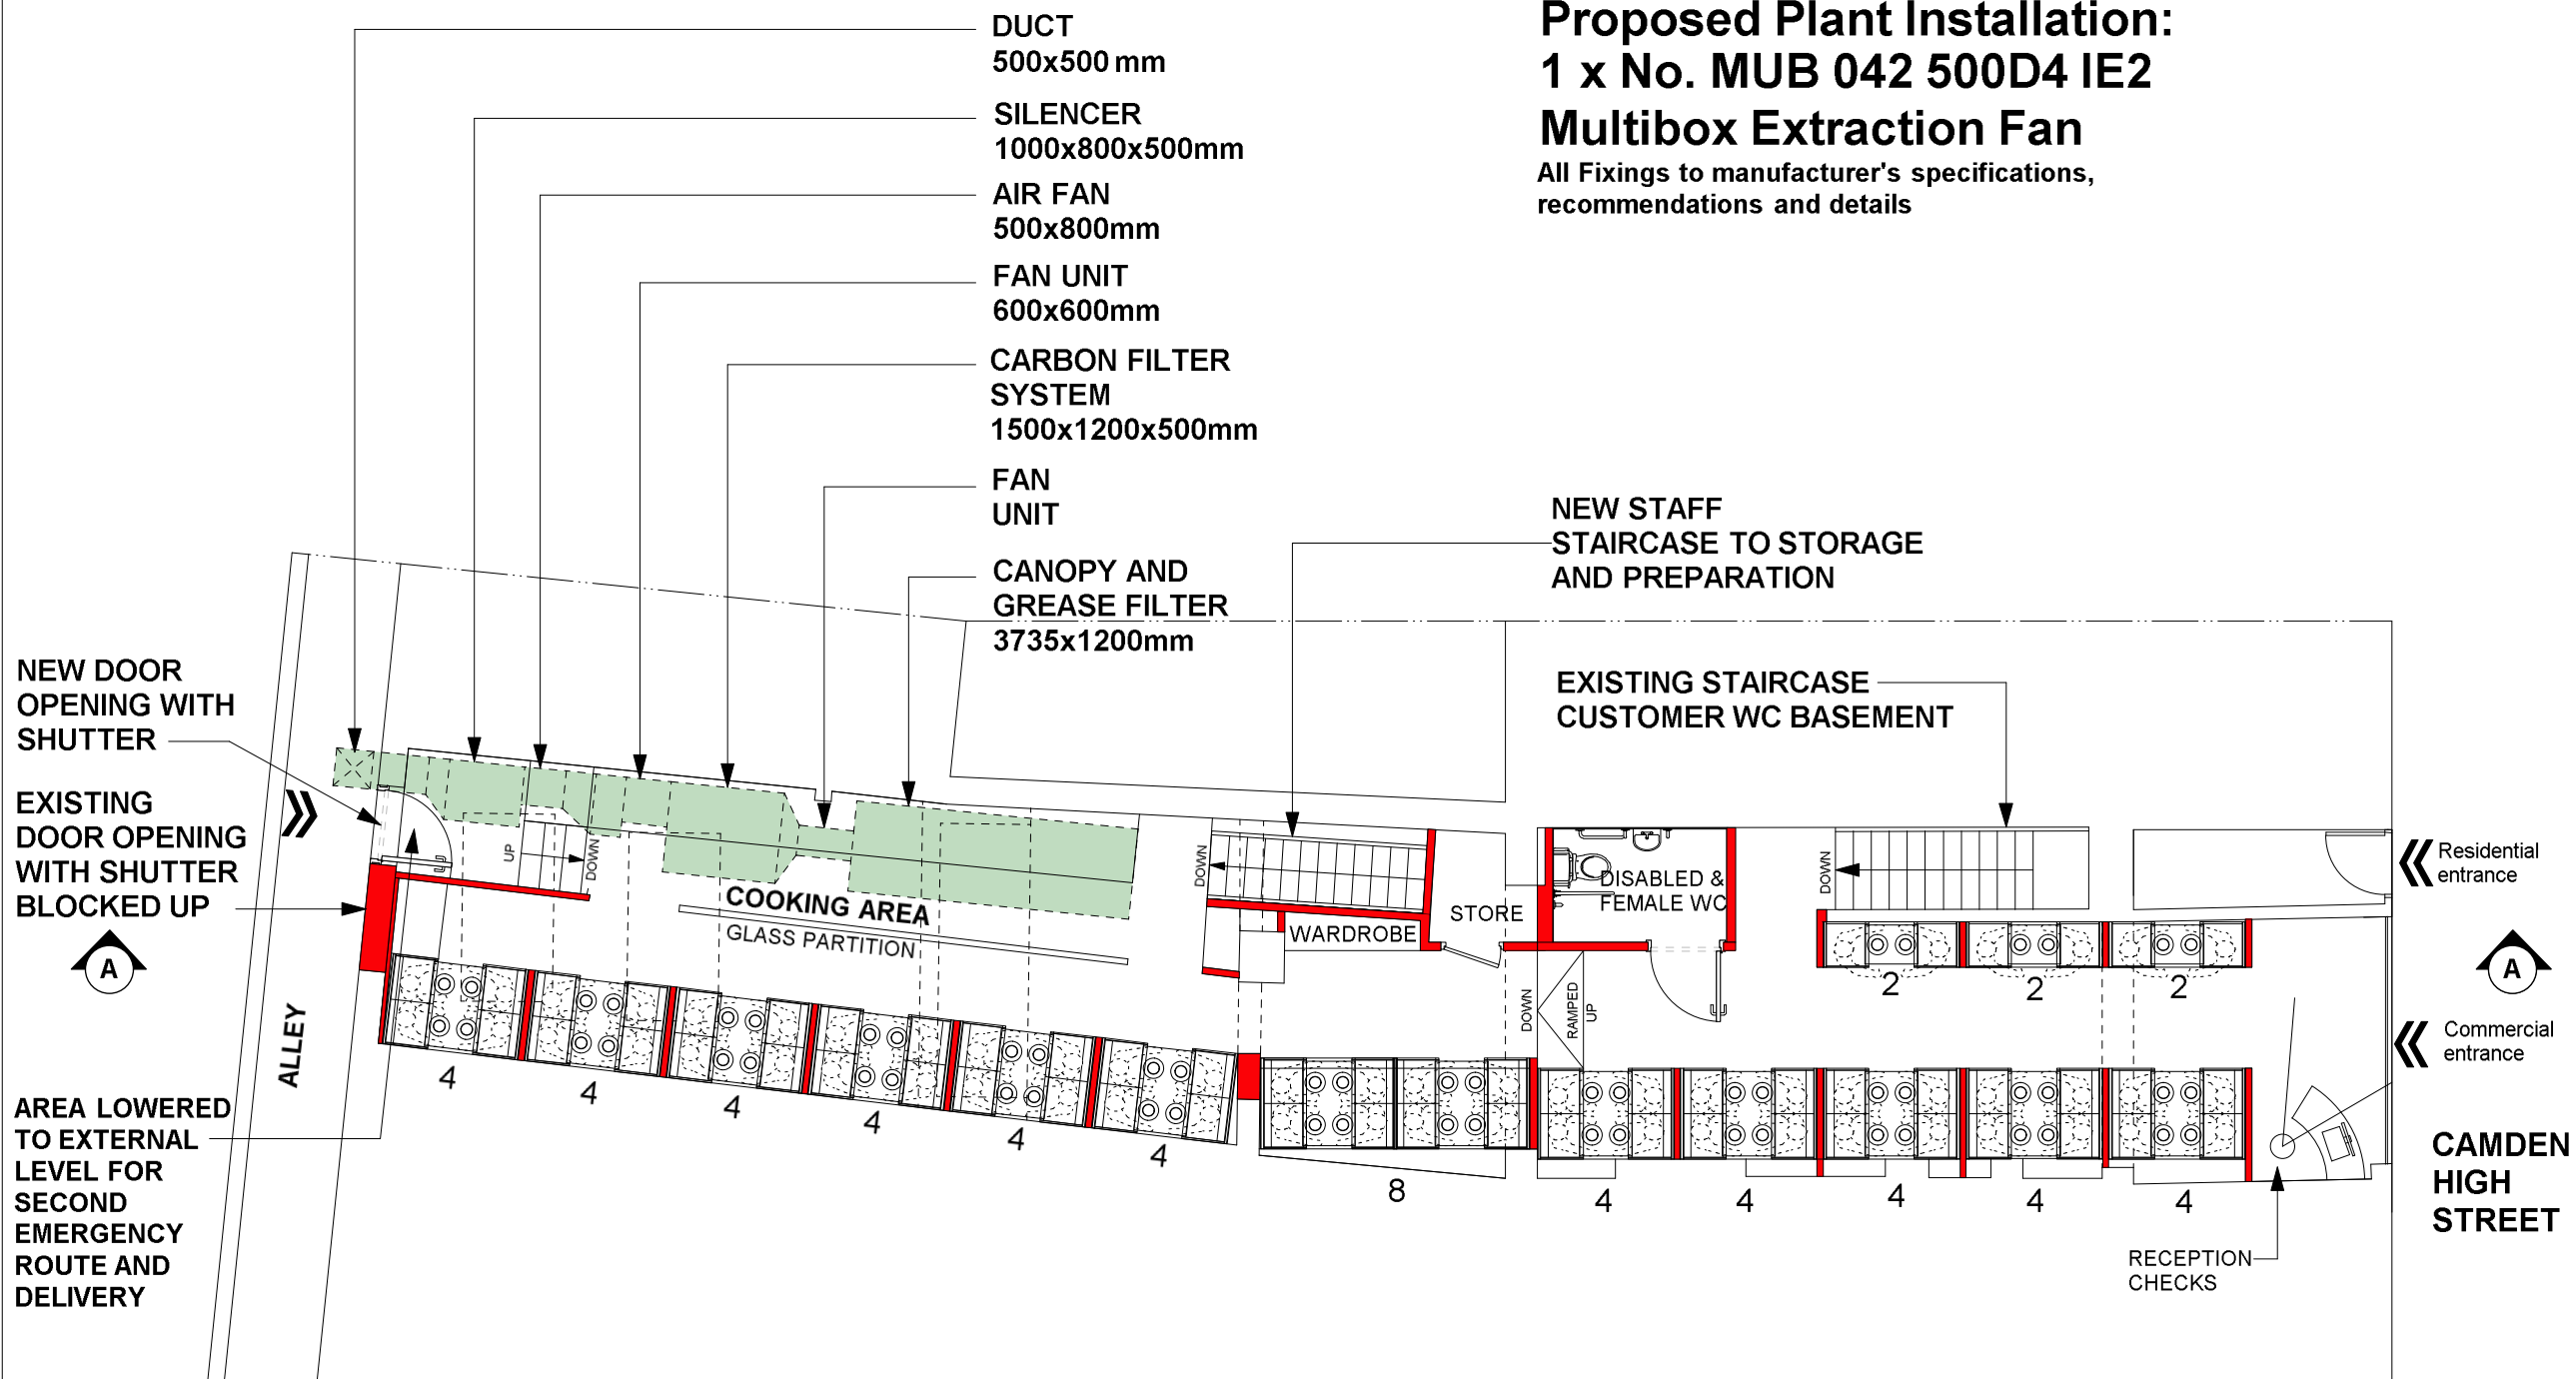 DUCT
500x500 mm
SILENCER
1000x800x500mm
AIR FAN
500x800mm
FAN UNIT
600x600mm
CARBON FILTER
SYSTEM
1500x1200x500mm
FAN
UNIT
CANOPY AND
GREASE FILTER
3735x1200mm
Proposed Plant Installation:
1 x No. MUB 042 500D4 IE2
Multibox Extraction Fan
All Fixings to manufacturer's specifications,
recommendations and details
NEW STAFF
STAIRCASE TO STORAGE
AND PREPARATION
EXISTING STAIRCASE
CUSTOMER WC BASEMENT
NEW DOOR
OPENING WITH
SHUTTER
EXISTING
DOOR OPENING
WITH SHUTTER
BLOCKED UP
A
AREA LOWERED
TO EXTERNAL
LEVEL FOR
SECOND
EMERGENCY
ROUTE AND
DELIVERY
ALLEY
UP
DOWN
COOKING AREA
GLASS PARTITION
DOWN
WARDROBE
STORE
DISABLED &
FEMALE WC
DOWN
DOWN
RAMPED
UP
2
2
2
4
4
4
4
4
4
8
4
4
4
4
4
Residential
entrance
A
Commercial
entrance
CAMDEN
HIGH
STREET
RECEPTION
CHECKS